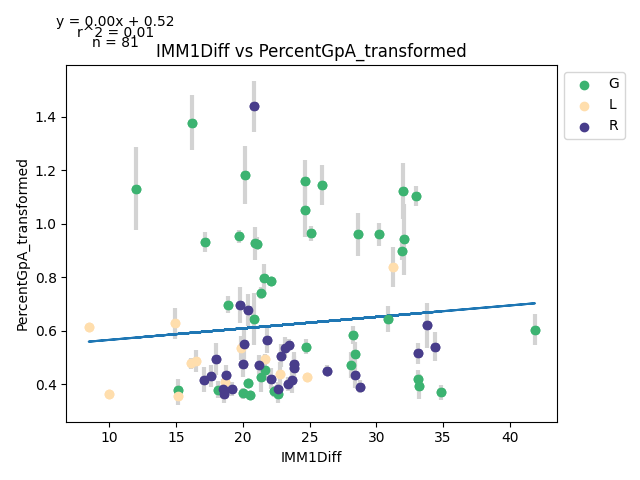 y = 0.00x + 0.52
r^2 = 0.01
n = 81
IMM1Diff vs PercentGpA_transformed
G
L
R
PercentGpA_transformed
1.4
1.2
1.0
0.8
0.6
0.4
10 15 20 25 30 35 40
IMM1Diff